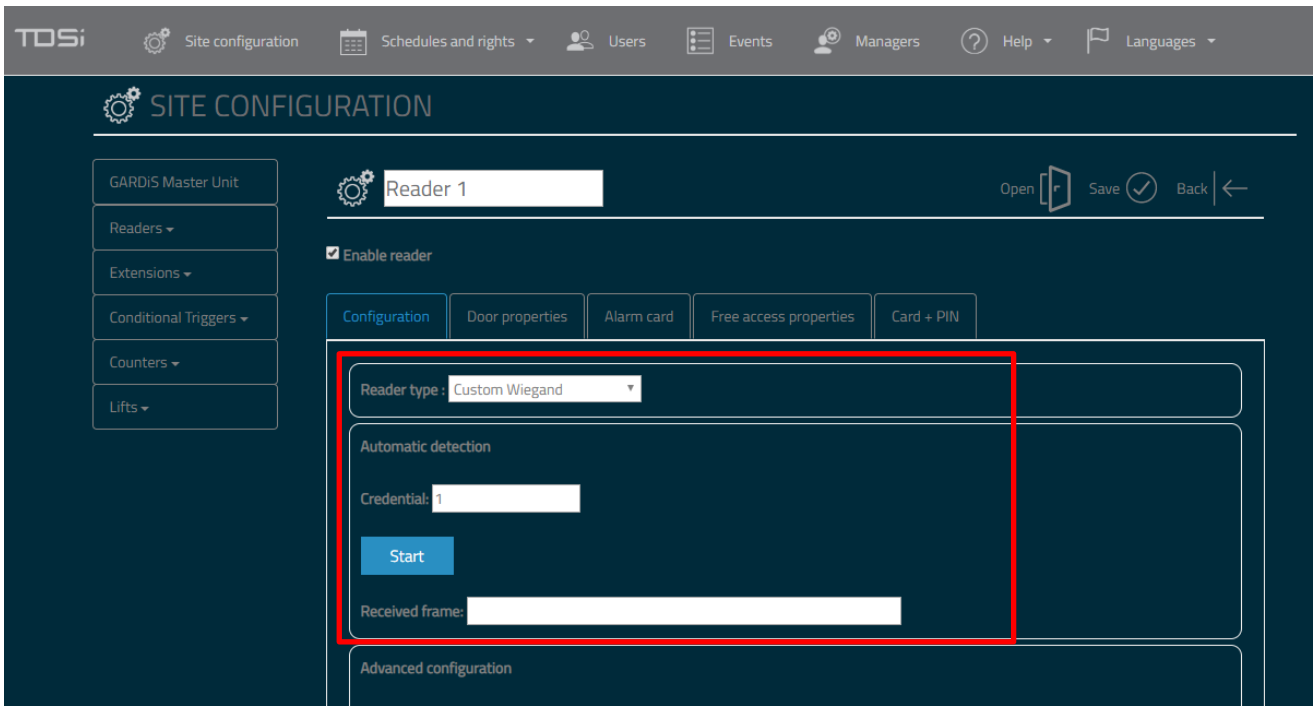 TDSi Site configuration Schedules and rights Users Events Managers Help Languages
SITE CONFIGURATION
GARDiS Master Unit
Readers
Extensions
Conditional Triggers
Counters
Lifts
Reader 1
Open Save Back
Enable reader
Configuration Door properties Alarm card Free access properties Card + PIN
Reader type : Custom Wiegand
Automatic detection
Credential: 1
Start
Received frame:
Advanced configuration